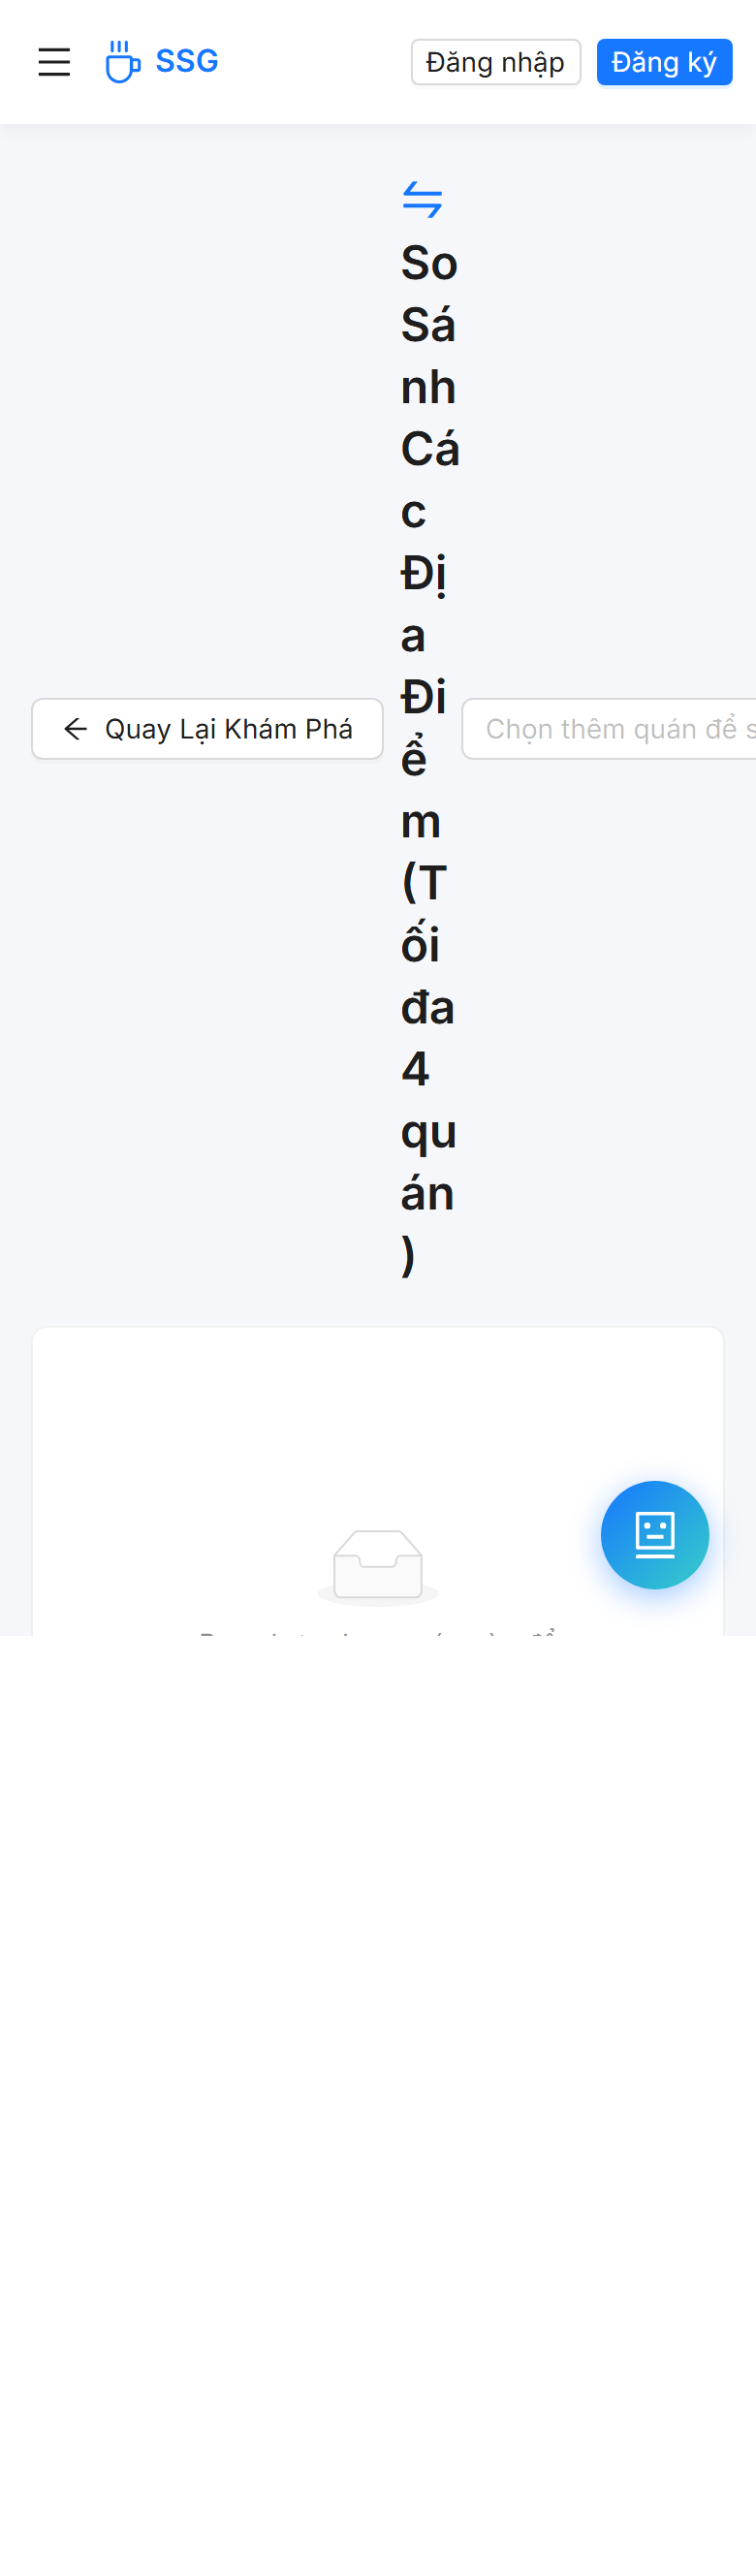 SSG
Đăng nhập
Đăng ký
Quay Lại Khám Phá
So
Sá
nh
Cá
c
Đị
a
Đi
ể
m
(T
ối
đa
4
qu
án
)
Chọn thêm quán để s